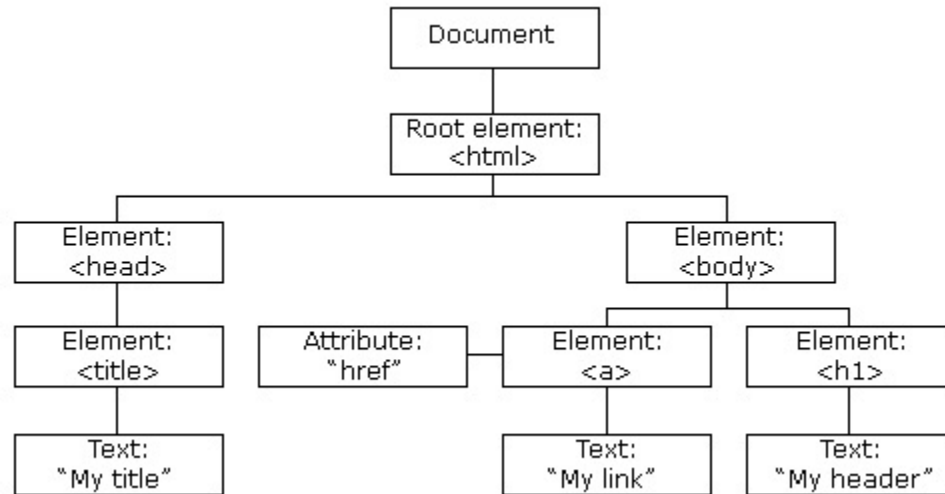 Document
Root element:
<html>
Element:
<head>
Element:
<body>
Element:
<title>
Attribute:
“href”
Element:
<a>
Element:
<h1>
Text:
“My title”
Text:
“My link”
Text:
“My header”